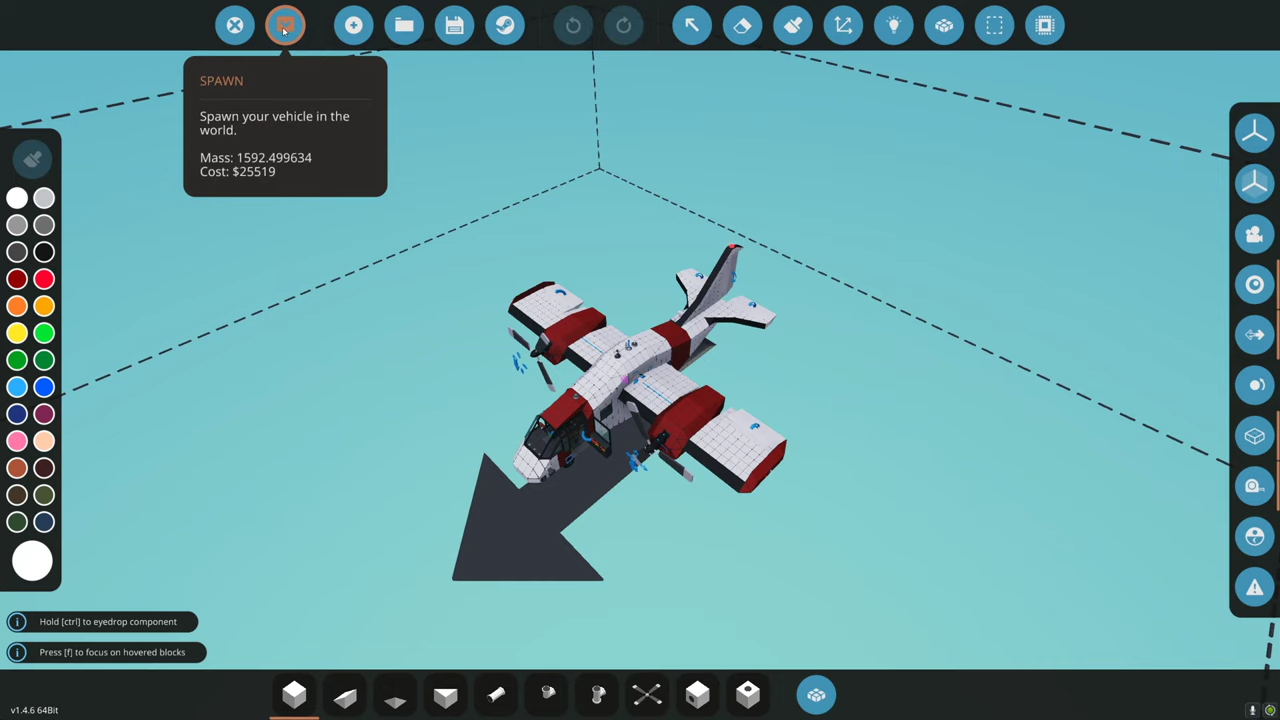 SPAWN
Spawn your vehicle in the
world.
Mass: 1592.499634
Cost: $25519
Hold [ctrl] to eyedrop component
Press [f] to focus on hovered blocks
v1.4.6 64Bit